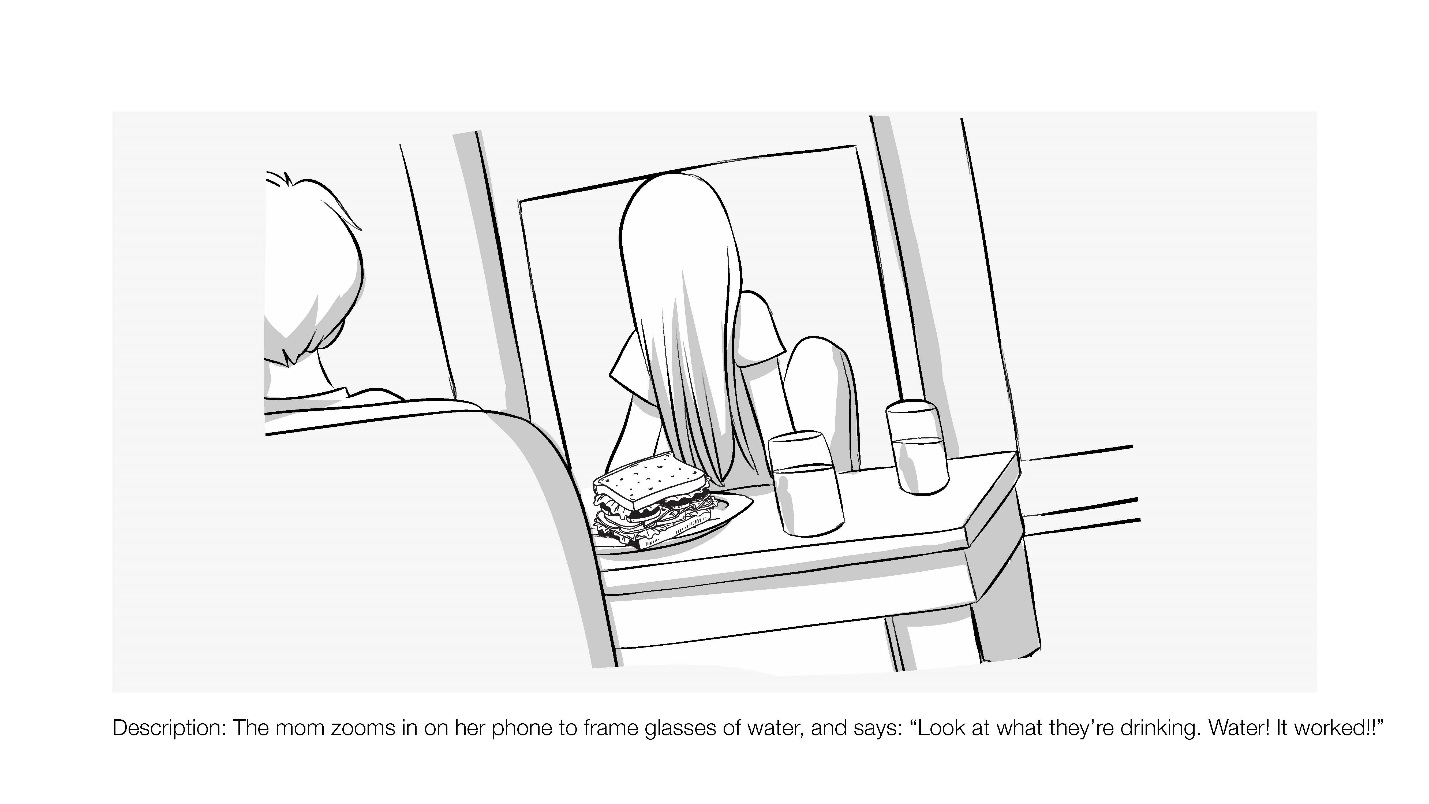 Description: The mom zooms in on her phone to frame glasses of water, and says: “Look at what they’re drinking. Water! It worked!!”